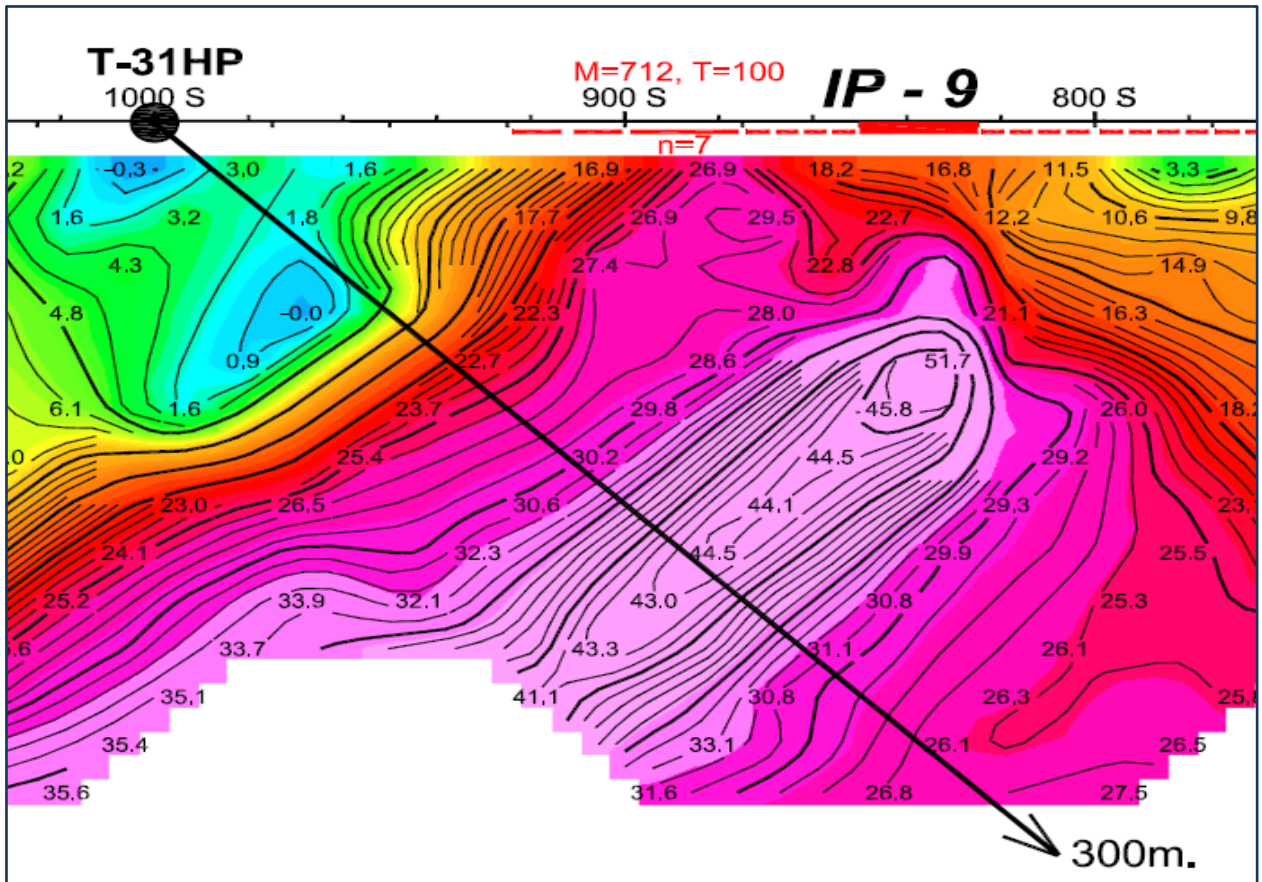 T-31HP
M=712, T=100
IP - 9
1000 S 900 S 800 S
n=7
.2 -0,3 3,0 1.6 16,9 26,9 18,2 16,8 11,5 3,3
1.6 3.2 1,8 17.7 26,9 29,5 22,7 12,2 10,6 9,8
4.3 27.4 22,8 14,9
4,8 -0.0 22,3 28,0 21,1 16,3
0,9 22,7 28,6 51,7
6.1 1.6 23.7 29,8 45,8 26,0 18,2
.0 25.4 30,2 44.5 29,2
23.0 26,5 30,6 44,1 29,3 23,
24.1 32.3 44,5 29,9 25,5
25.2 33,9 32,1 43.0 30,8 25,3
.6 33.7 43.3 31,1 26,1
35,1 41,1 30,8 26,3 25,8
35.4 33.1 26.1 26.5
35.6 31.6 26.8 27,5
300m.